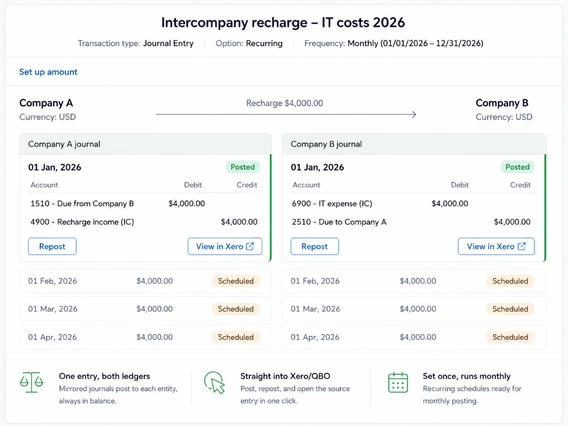 Intercompany recharge – IT costs 2026
Transaction type: Journal Entry Option: Recurring Frequency: Monthly (01/01/2026 – 12/31/2026)
Set up amount
Company A
Currency: USD
Recharge $4,000.00
Company B
Currency: USD
Company A journal
01 Jan, 2026 Posted
Account Debit Credit
1510 - Due from Company B $4,000.00
4900 - Recharge income (IC) $4,000.00
Repost View in Xero
01 Feb, 2026 $4,000.00 Scheduled
01 Mar, 2026 $4,000.00 Scheduled
01 Apr, 2026 $4,000.00 Scheduled
Company B journal
01 Jan, 2026 Posted
Account Debit Credit
6900 - IT expense (IC) $4,000.00
2510 - Due to Company A $4,000.00
Repost View in Xero
01 Feb, 2026 $4,000.00 Scheduled
01 Mar, 2026 $4,000.00 Scheduled
01 Apr, 2026 $4,000.00 Scheduled
One entry, both ledgers
Mirrored journals post to each entity,
always in balance.
Straight into Xero/QBO
Post, repost, and open the source
entry in one click.
Set once, runs monthly
Recurring schedules ready for
monthly posting.